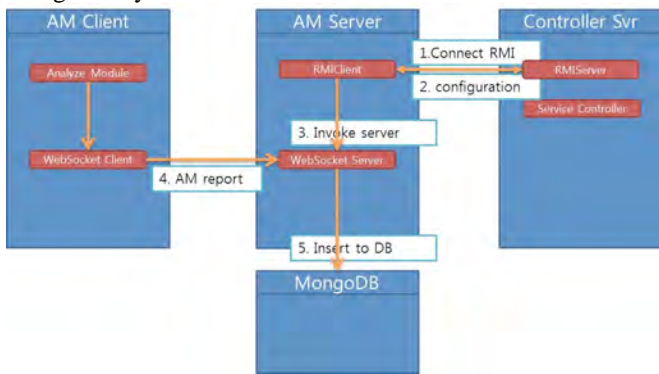 AM Client
AM Server
Controller Svr
1.Connect RMI
Analyze Module
RMIClient
RMIServer
2. configuration
Service Controller
3. Invoke server
WebSocket Client
WebSocket Server
4. AM report
5. Insert to DB
MongoDB